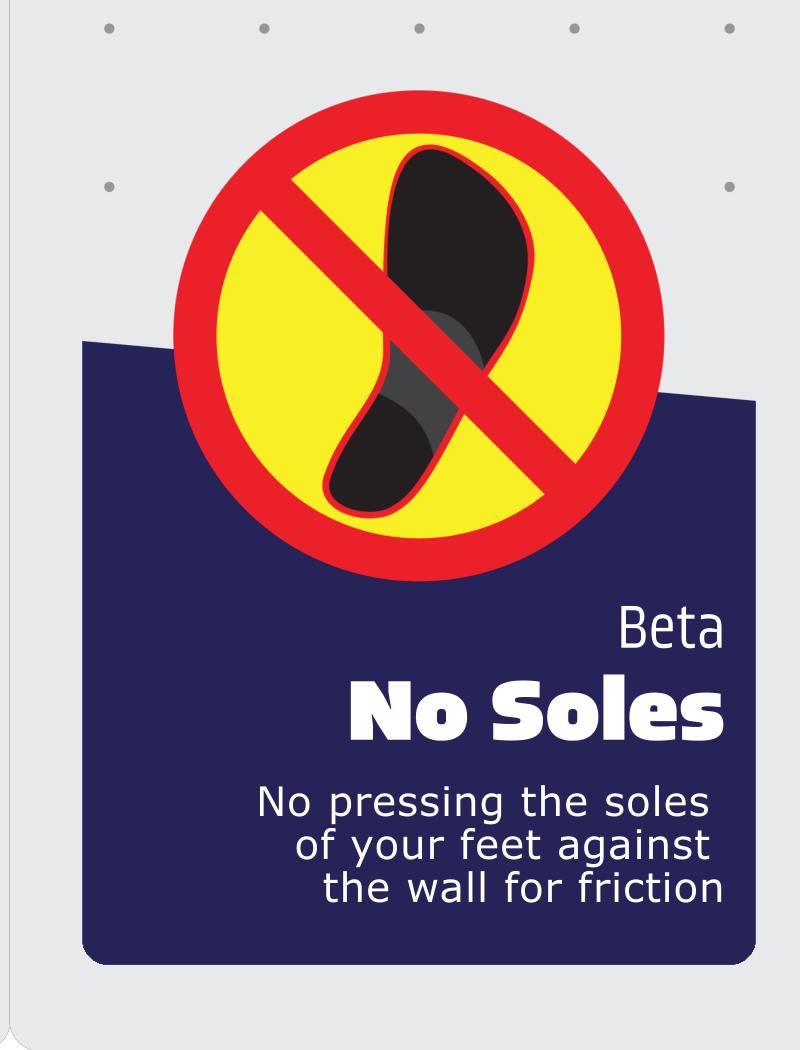 Beta
No Soles
No pressing the soles
of your feet against
the wall for friction